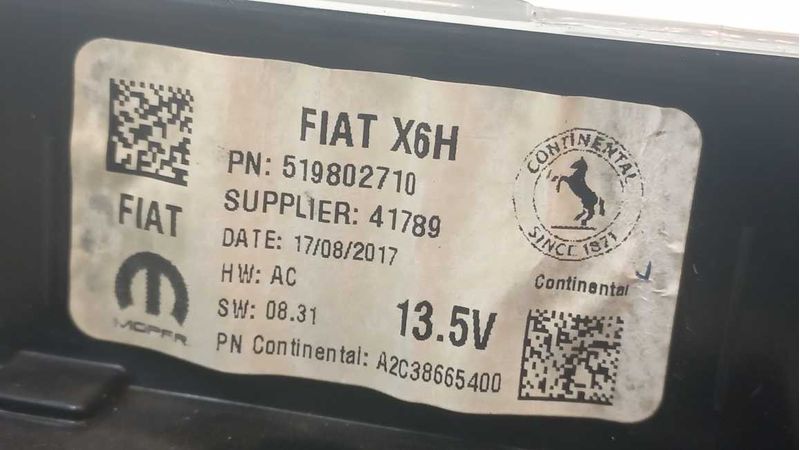 FIAT X6H
PN: 519802710
SUPPLIER: 41789
DATE: 17/08/2017
HW: AC
SW: 08.31
13.5V
PN Continental: A2C38665400
FIAT
MOPAR
CONTINENTAL
SINCE 1871
Continental